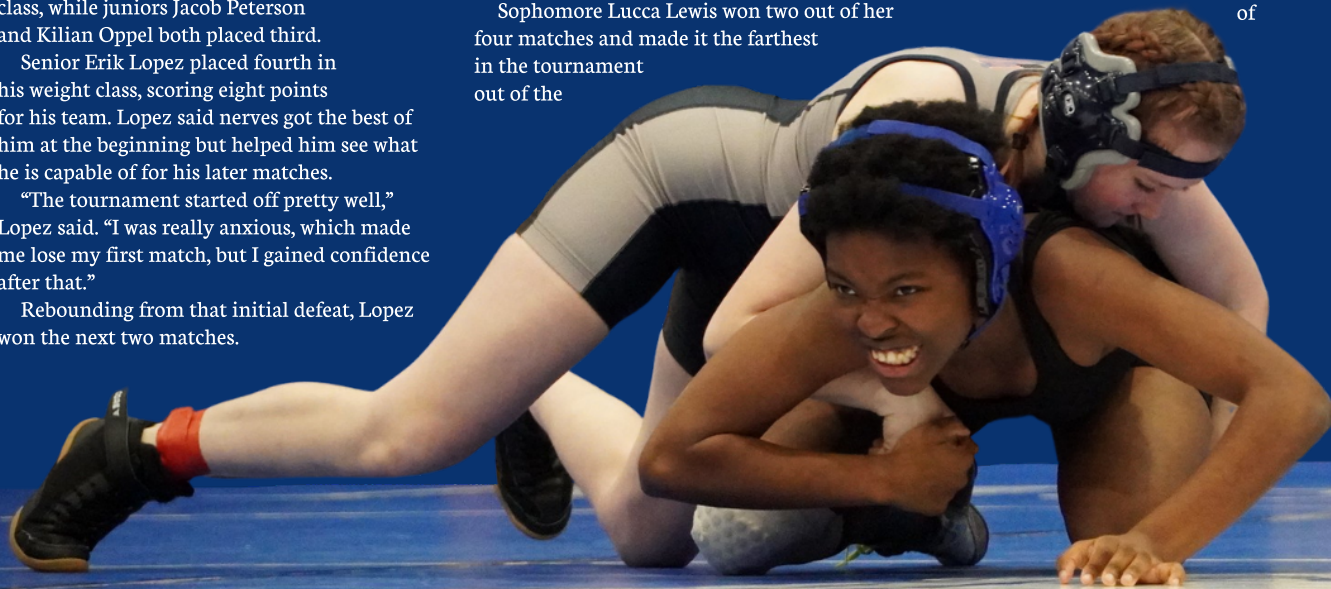 class, while juniors Jacob Peterson
and Kilian Oppel both placed third.
Senior Erik Lopez placed fourth in
his weight class, scoring eight points
for his team. Lopez said nerves got the best of
him at the beginning but helped him see what
he is capable of for his later matches.
“The tournament started off pretty well,”
Lopez said. “I was really anxious, which made
me lose my first match, but I gained confidence
after that.”
Rebounding from that initial defeat, Lopez
won the next two matches.
Sophomore Lucca Lewis won two out of her
four matches and made it the farthest
in the tournament
out of the
of